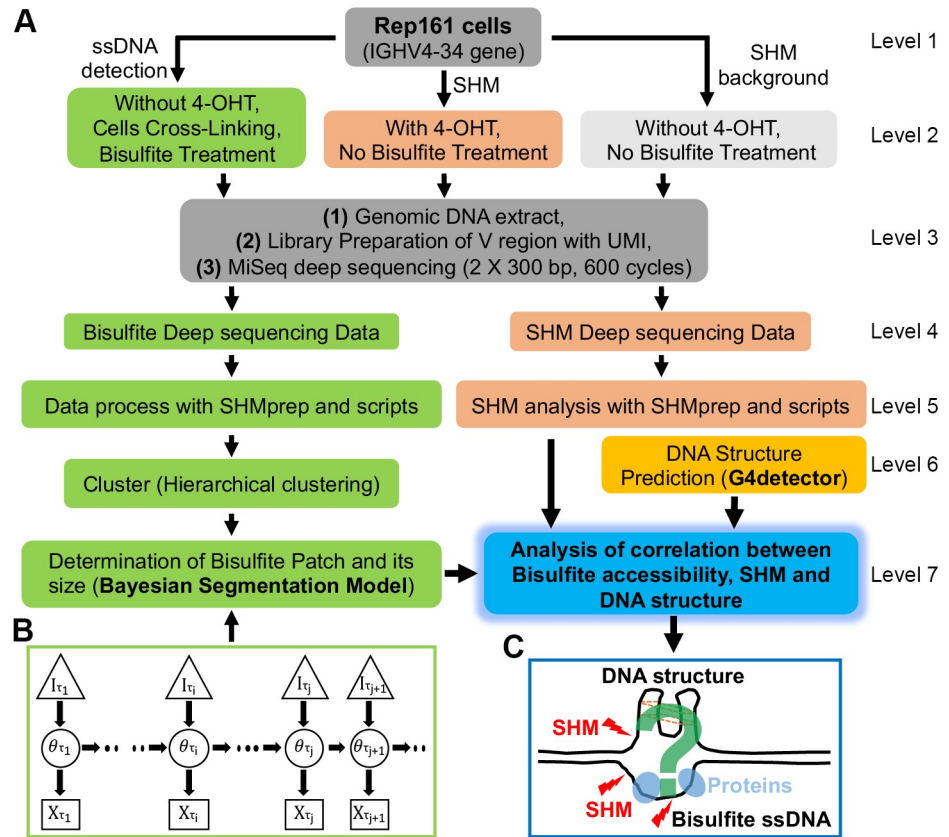 A
Rep161 cells
(IGHV4-34 gene)
Level 1
ssDNA
detection
SHM
SHM
background
Without 4-OHT,
Cells Cross-Linking,
Bisulfite Treatment
With 4-OHT,
No Bisulfite Treatment
Without 4-OHT,
No Bisulfite Treatment
Level 2
(1) Genomic DNA extract,
(2) Library Preparation of V region with UMI,
(3) MiSeq deep sequencing (2 X 300 bp, 600 cycles)
Level 3
Bisulfite Deep sequencing Data
SHM Deep sequencing Data
Level 4
Data process with SHMprep and scripts
SHM analysis with SHMprep and scripts
Level 5
Cluster (Hierarchical clustering)
DNA Structure
Prediction (G4detector)
Level 6
Determination of Bisulfite Patch and its
size (Bayesian Segmentation Model)
Analysis of correlation between
Bisulfite accessibility, SHM and
DNA structure
Level 7
B
Iτ1 Iτi Iτj Iτj+1
θτ1 θτi θτj θτj+1
Xτ1 Xτi Xτj Xτj+1
C
DNA structure
SHM
Proteins
SHM
Bisulfite ssDNA